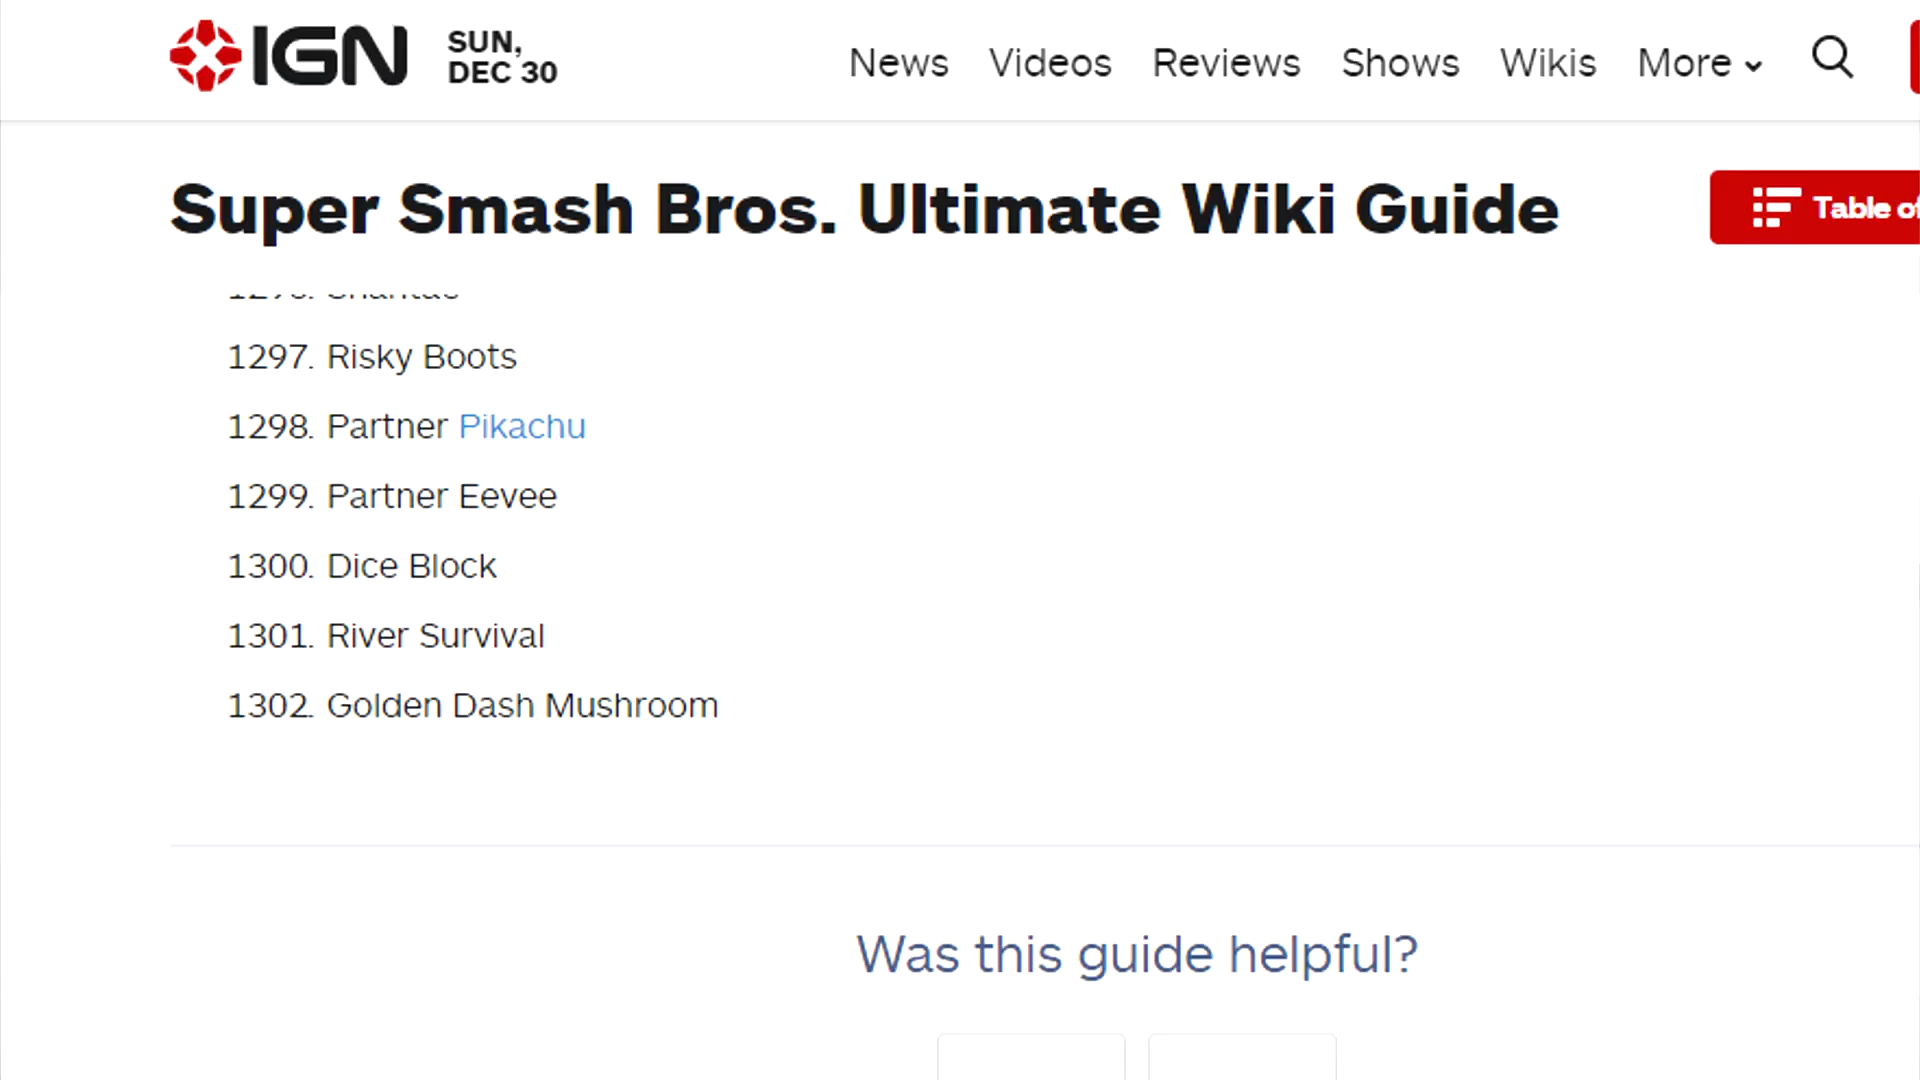 IGN
SUN,
DEC 30
News Videos Reviews Shows Wikis More
Super Smash Bros. Ultimate Wiki Guide
Table of
1297. Risky Boots
1298. Partner Pikachu
1299. Partner Eevee
1300. Dice Block
1301. River Survival
1302. Golden Dash Mushroom
Was this guide helpful?